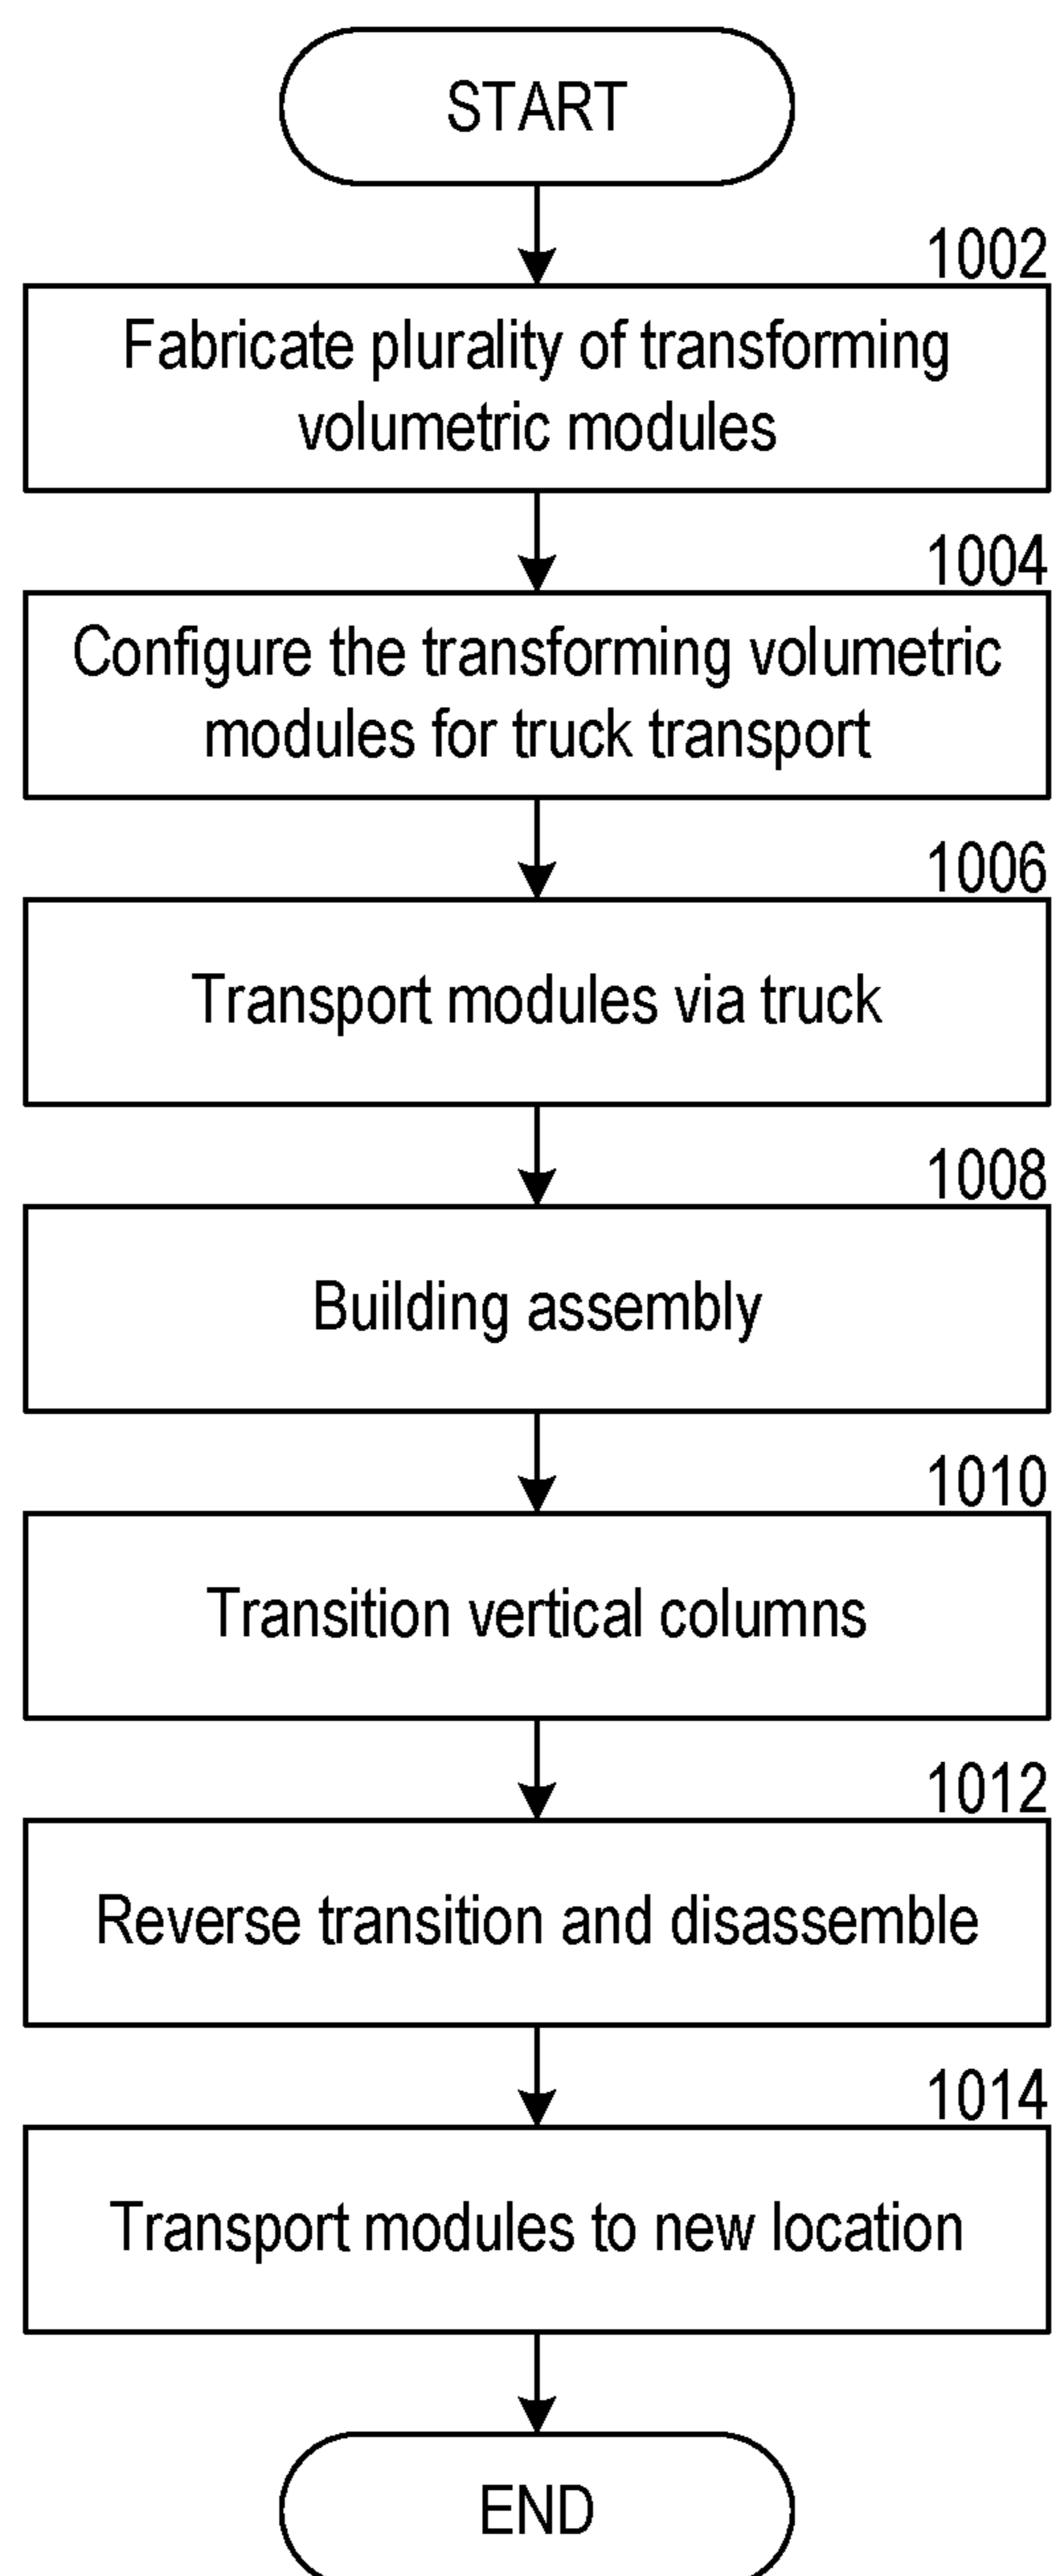 START
1002
Fabricate plurality of transforming
volumetric modules
1004
Configure the transforming volumetric
modules for truck transport
1006
Transport modules via truck
1008
Building assembly
1010
Transition vertical columns
1012
Reverse transition and disassemble
1014
Transport modules to new location
END